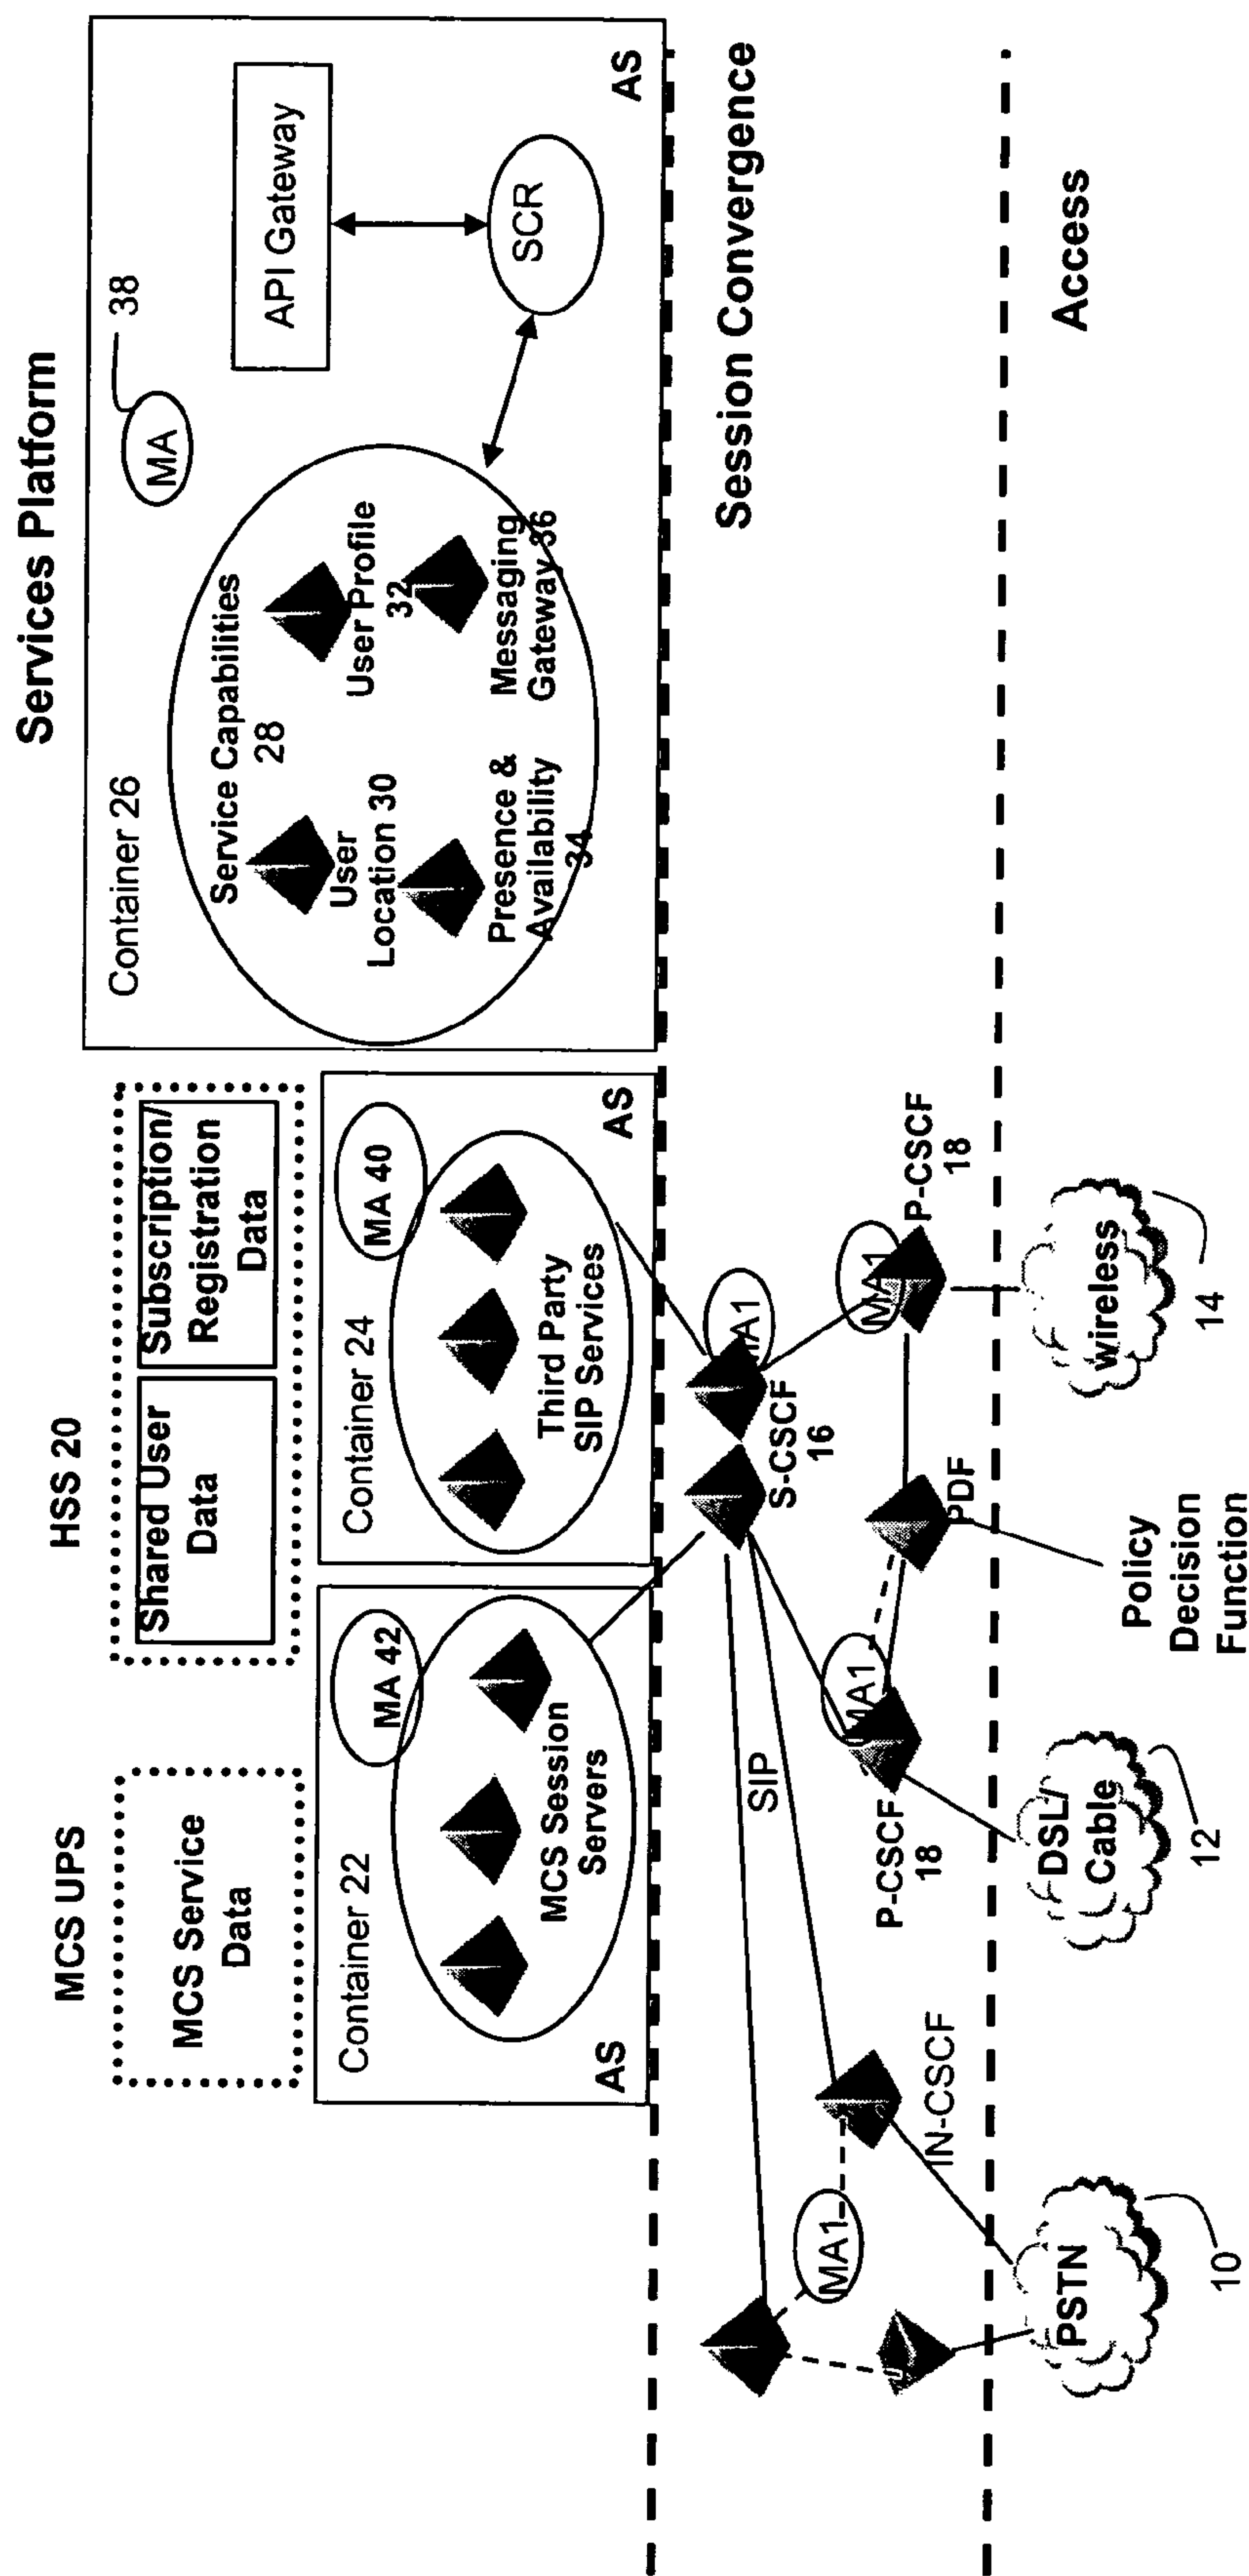 Services Platform
MCS UPS
HSS 20
MCS Service
Data
Shared User
Data
Subscription/
Registration
Data
Container 22
MA 42
MCS Session
Servers
AS
Container 24
MA 40
Third Party
SIP Services
AS
Container 26
MA
38
Service Capabilities
28
User
Location 30
User Profile
32
Presence &
Availability
34
Messaging
Gateway 36
API Gateway
SCR
AS
Session Convergence
SIP
S-CSCF
16
MA1
MA1
MA1
MA1
P-CSCF
18
P-CSCF
18
IN-CSCF
PDF
Access
PSTN
10
DSL/
Cable
12
Policy
Decision
Function
Wireless
14